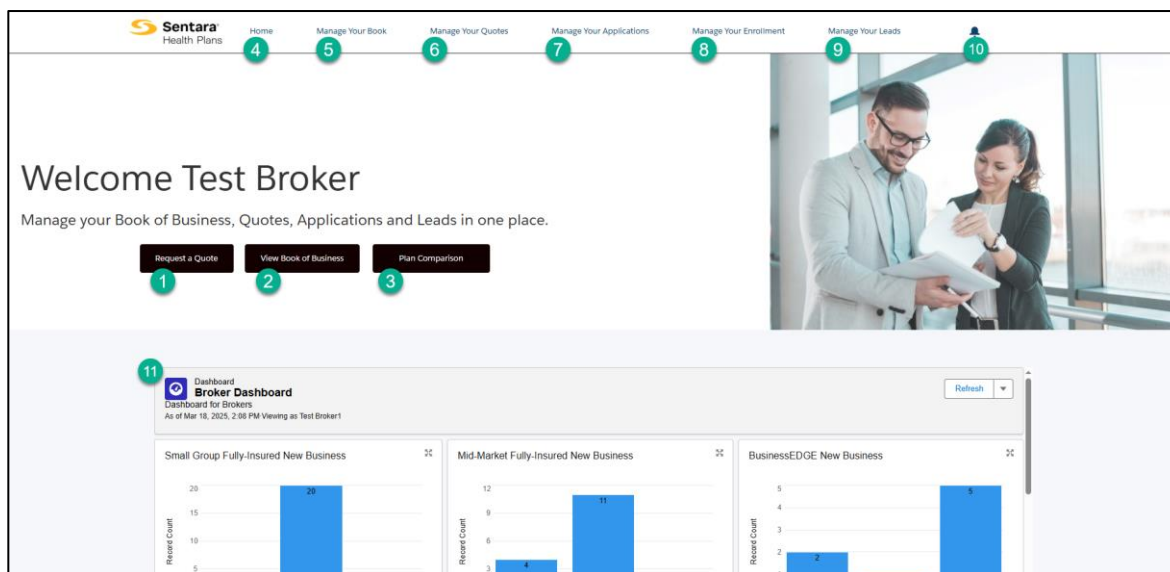 Sentara
Health Plans
Home Manage Your Book Manage Your Quotes Manage Your Applications Manage Your Enrollment Manage Your Leads
4 5 6 7 8 9 10
Welcome Test Broker
Manage your Book of Business, Quotes, Applications and Leads in one place.
Request a Quote View Book of Business Plan Comparison
1 2 3
11
Dashboard
Broker Dashboard
Dashboard for Brokers
As of Mar 18, 2025, 2:08 PM·Viewing as Test Broker1
Refresh
Small Group Fully-Insured New Business
20
15
10
5
Record Count
20
Mid-Market Fully-Insured New Business
12
9
6
3
Record Count
4
11
BusinessEDGE New Business
5
4
3
2
Record Count
2
5